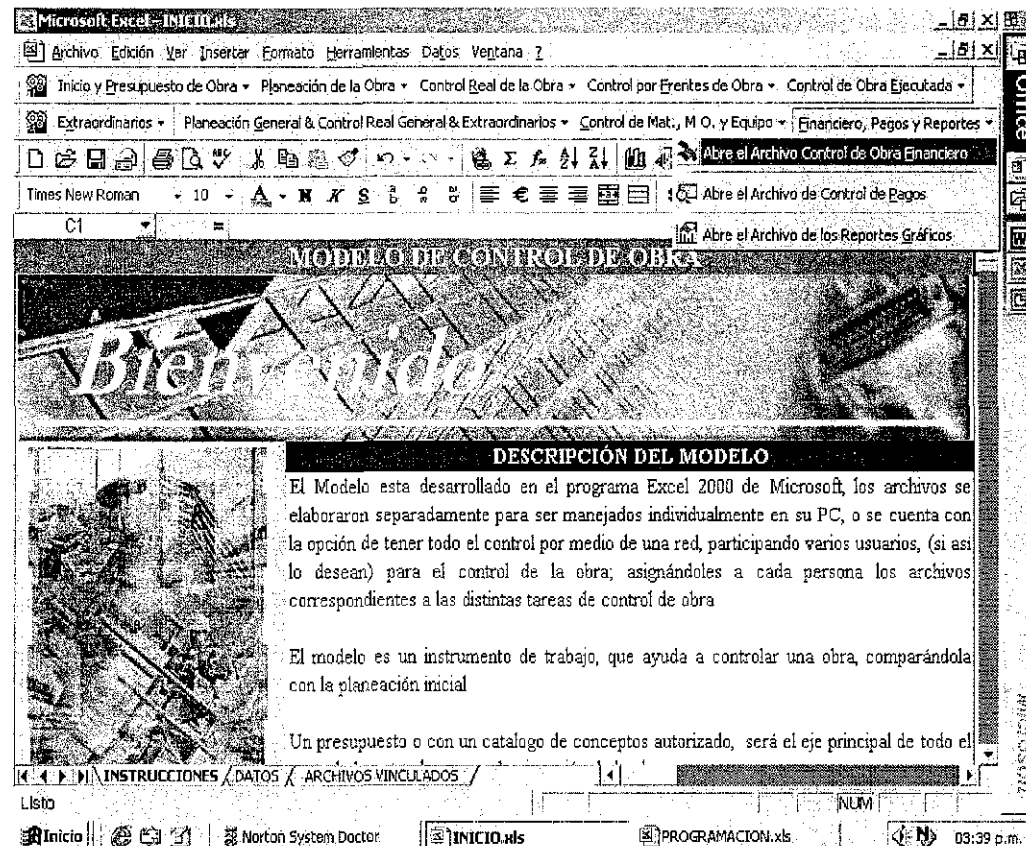 Microsoft Excel - INICIO.xls
Archivo Edición Ver Insertar Formato Herramientas Datos Ventana ?
Inicio y Presupuesto de Obra Planeación de la Obra Control Real de la Obra Control por Frentes de Obra Control de Obra Ejecutada
Extraordinarios Planeación General & Control Real General & Extraordinarios Control de Mat., M O. y Equipo Financiero, Pagos y Reportes
Abre el Archivo Control de Obra Financiero
Times New Roman 10 A N K S
Abre el Archivo de Control de Pagos
C1 =
Abre el Archivo de los Reportes Gráficos
Office
MODELO DE CONTROL DE OBRA
Bienvenido
DESCRIPCIÓN DEL MODELO
El Modelo esta desarrollado en el programa Excel 2000 de Microsoft, los archivos se
elaboraron separadamente para ser manejados individualmente en su PC, o se cuenta con
la opción de tener todo el control por medio de una red, participando varios usuarios, (si asi
lo desean) para el control de la obra; asignándoles a cada persona los archivos
correspondientes a las distintas tareas de control de obra
El modelo es un instrumento de trabajo, que ayuda a controlar una obra, comparándola
con la planeación inicial
Un presupuesto o con un catalogo de conceptos autorizado, será el eje principal de todo el
INSTRUCCIONES DATOS ARCHIVOS VINCULADOS
Listo NUM
Inicio Norton System Doctor INICIO.xls PROGRAMACION.xls 03:39 p.m.